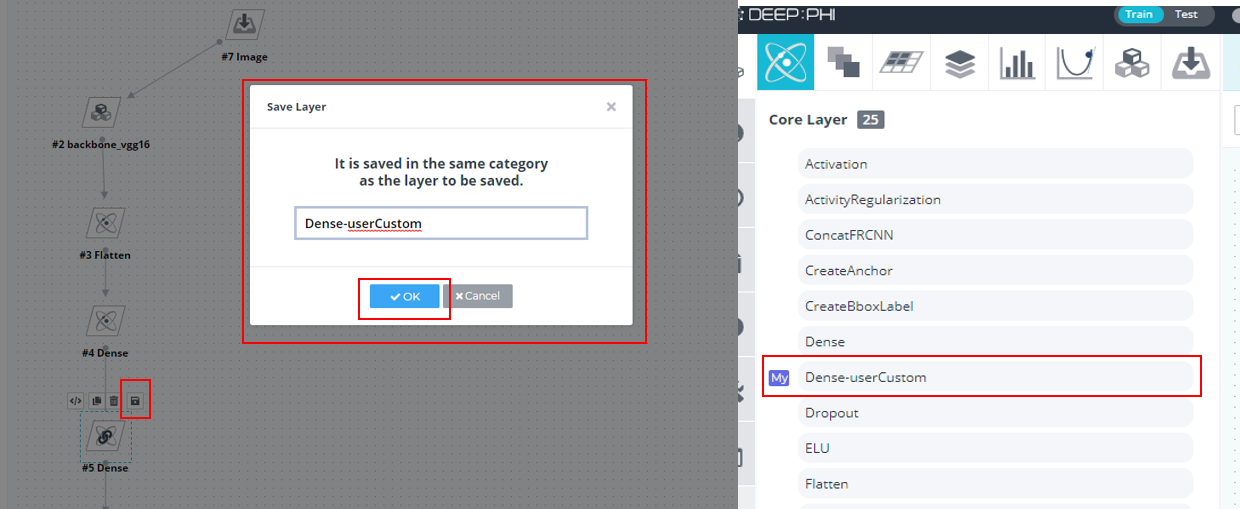 #7 Image
#2 backbone_vgg16
#3 Flatten
#4 Dense
</>
#5 Dense
Save Layer
×
It is saved in the same category
as the layer to be saved.
Dense-userCustom
OK
Cancel
DEEP:PHI
Train
Test
Core Layer 25
Activation
ActivityRegularization
ConcatFRCNN
CreateAnchor
CreateBboxLabel
Dense
My Dense-userCustom
Dropout
ELU
Flatten